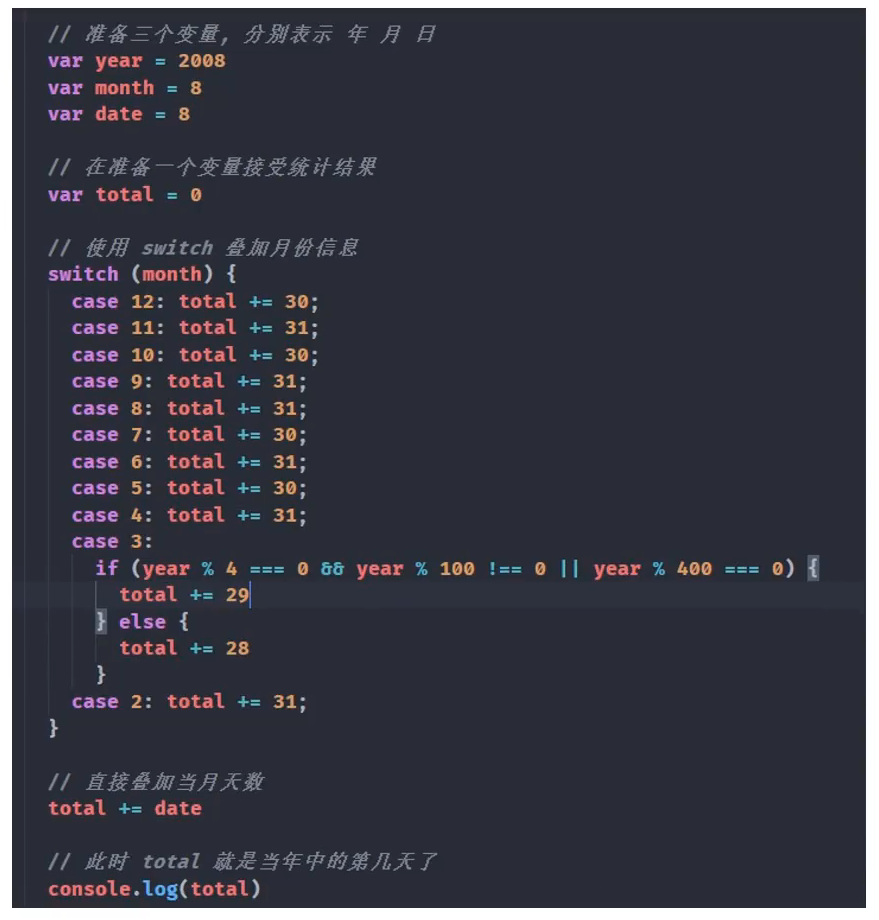 // 准备三个变量, 分别表示 年 月 日
var year = 2008
var month = 8
var date = 8
// 在准备一个变量接受统计结果
var total = 0
// 使用 switch 叠加月份信息
switch (month) {
case 12: total += 30;
case 11: total += 31;
case 10: total += 30;
case 9: total += 31;
case 8: total += 31;
case 7: total += 30;
case 6: total += 31;
case 5: total += 30;
case 4: total += 31;
case 3:
if (year % 4 === 0 && year % 100 !== 0 || year % 400 === 0) {
total += 29
} else {
total += 28
}
case 2: total += 31;
}
// 直接叠加当月天数
total += date
// 此时 total 就是当年中的第几天了
console.log(total)